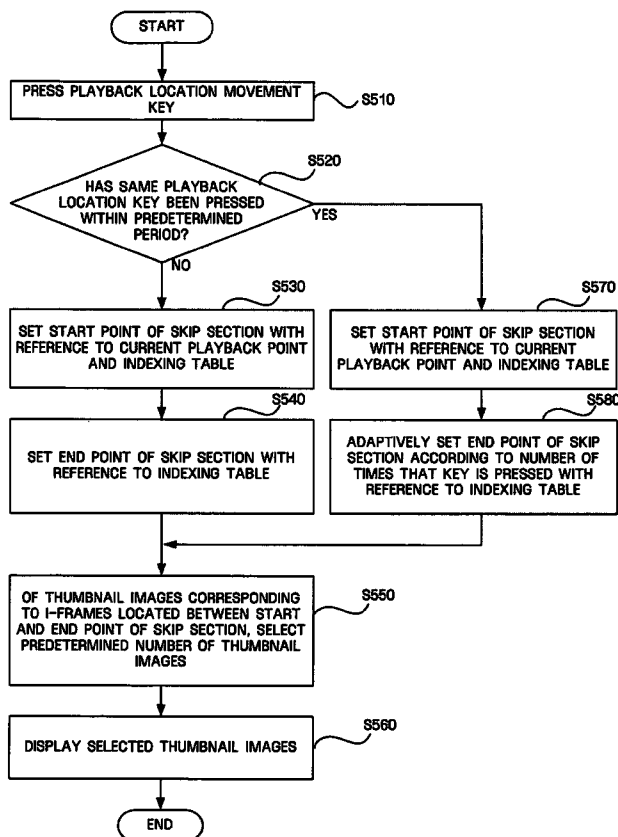 START
PRESS PLAYBACK LOCATION MOVEMENT
KEY
S510
S520
HAS SAME PLAYBACK
LOCATION KEY BEEN PRESSED
WITHIN PREDETERMINED
PERIOD?
YES
NO
S530
SET START POINT OF SKIP SECTION WITH
REFERENCE TO CURRENT PLAYBACK POINT
AND INDEXING TABLE
S570
SET START POINT OF SKIP SECTION
WITH REFERENCE TO CURRENT
PLAYBACK POINT AND INDEXING TABLE
S540
SET END POINT OF SKIP SECTION WITH
REFERENCE TO INDEXING TABLE
S580
ADAPTIVELY SET END POINT OF SKIP
SECTION ACCORDING TO NUMBER OF
TIMES THAT KEY IS PRESSED WITH
REFERENCE TO INDEXING TABLE
OF THUMBNAIL IMAGES CORRESPONDING
TO I-FRAMES LOCATED BETWEEN START
AND END POINT OF SKIP SECTION, SELECT
PREDETERMINED NUMBER OF THUMBNAIL
IMAGES
S550
DISPLAY SELECTED THUMBNAIL IMAGES
S560
END